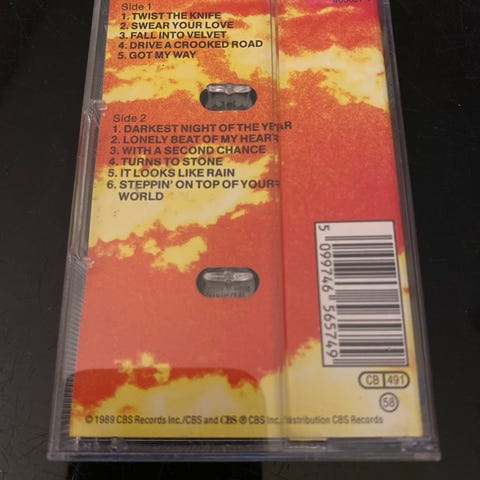 Side 1
1. TWIST THE KNIFE
2. SWEAR YOUR LOVE
3. FALL INTO VELVET
4. DRIVE A CROOKED ROAD
5. GOT MY WAY
Side 2
1. DARKEST NIGHT OF THE YEAR
2. LONELY BEAT OF MY HEART
3. WITH A SECOND CHANCE
4. TURNS TO STONE
5. IT LOOKS LIKE RAIN
6. STEPPIN' ON TOP OF YOUR
WORLD
5 099746 565749
CB 491
58
© 1989 CBS Records Inc./CBS and CBS ® CBS Inc./distribution CBS Records